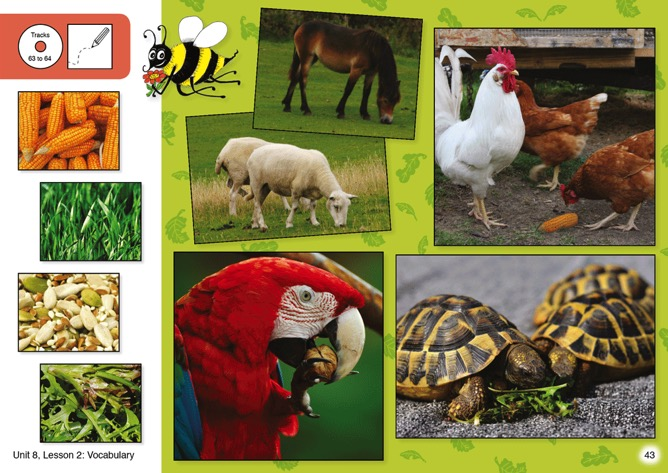 Tracks
63 to 64
Unit 8, Lesson 2: Vocabulary
43